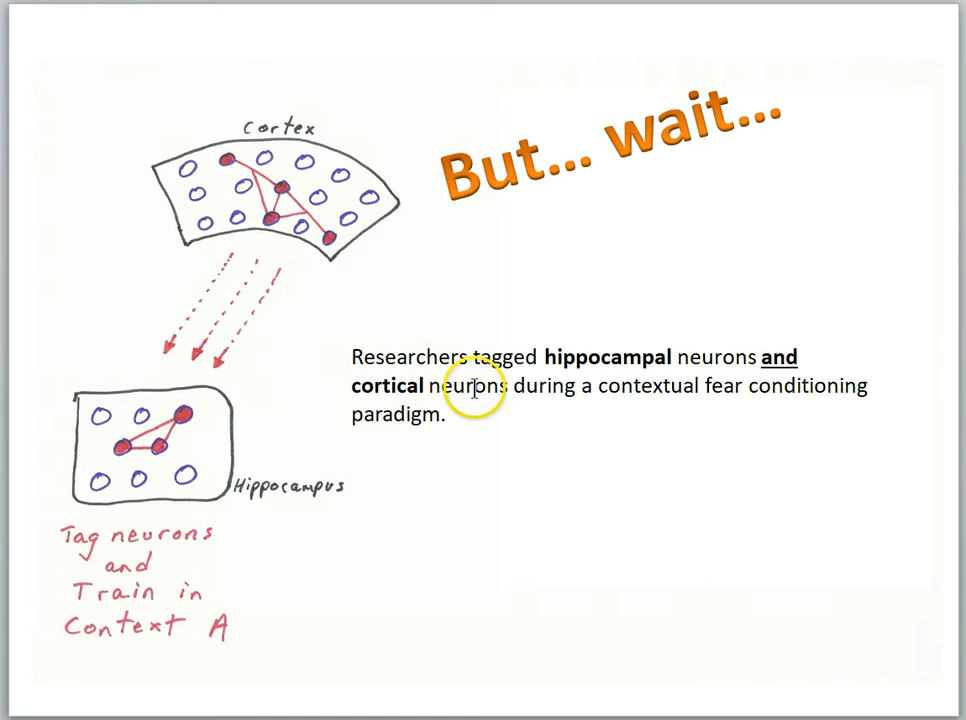 Cortex
But... wait...
Researchers tagged hippocampal neurons and
cortical neurons during a contextual fear conditioning
paradigm.
Hippocampus
Tag neurons
and
Train in
Context A